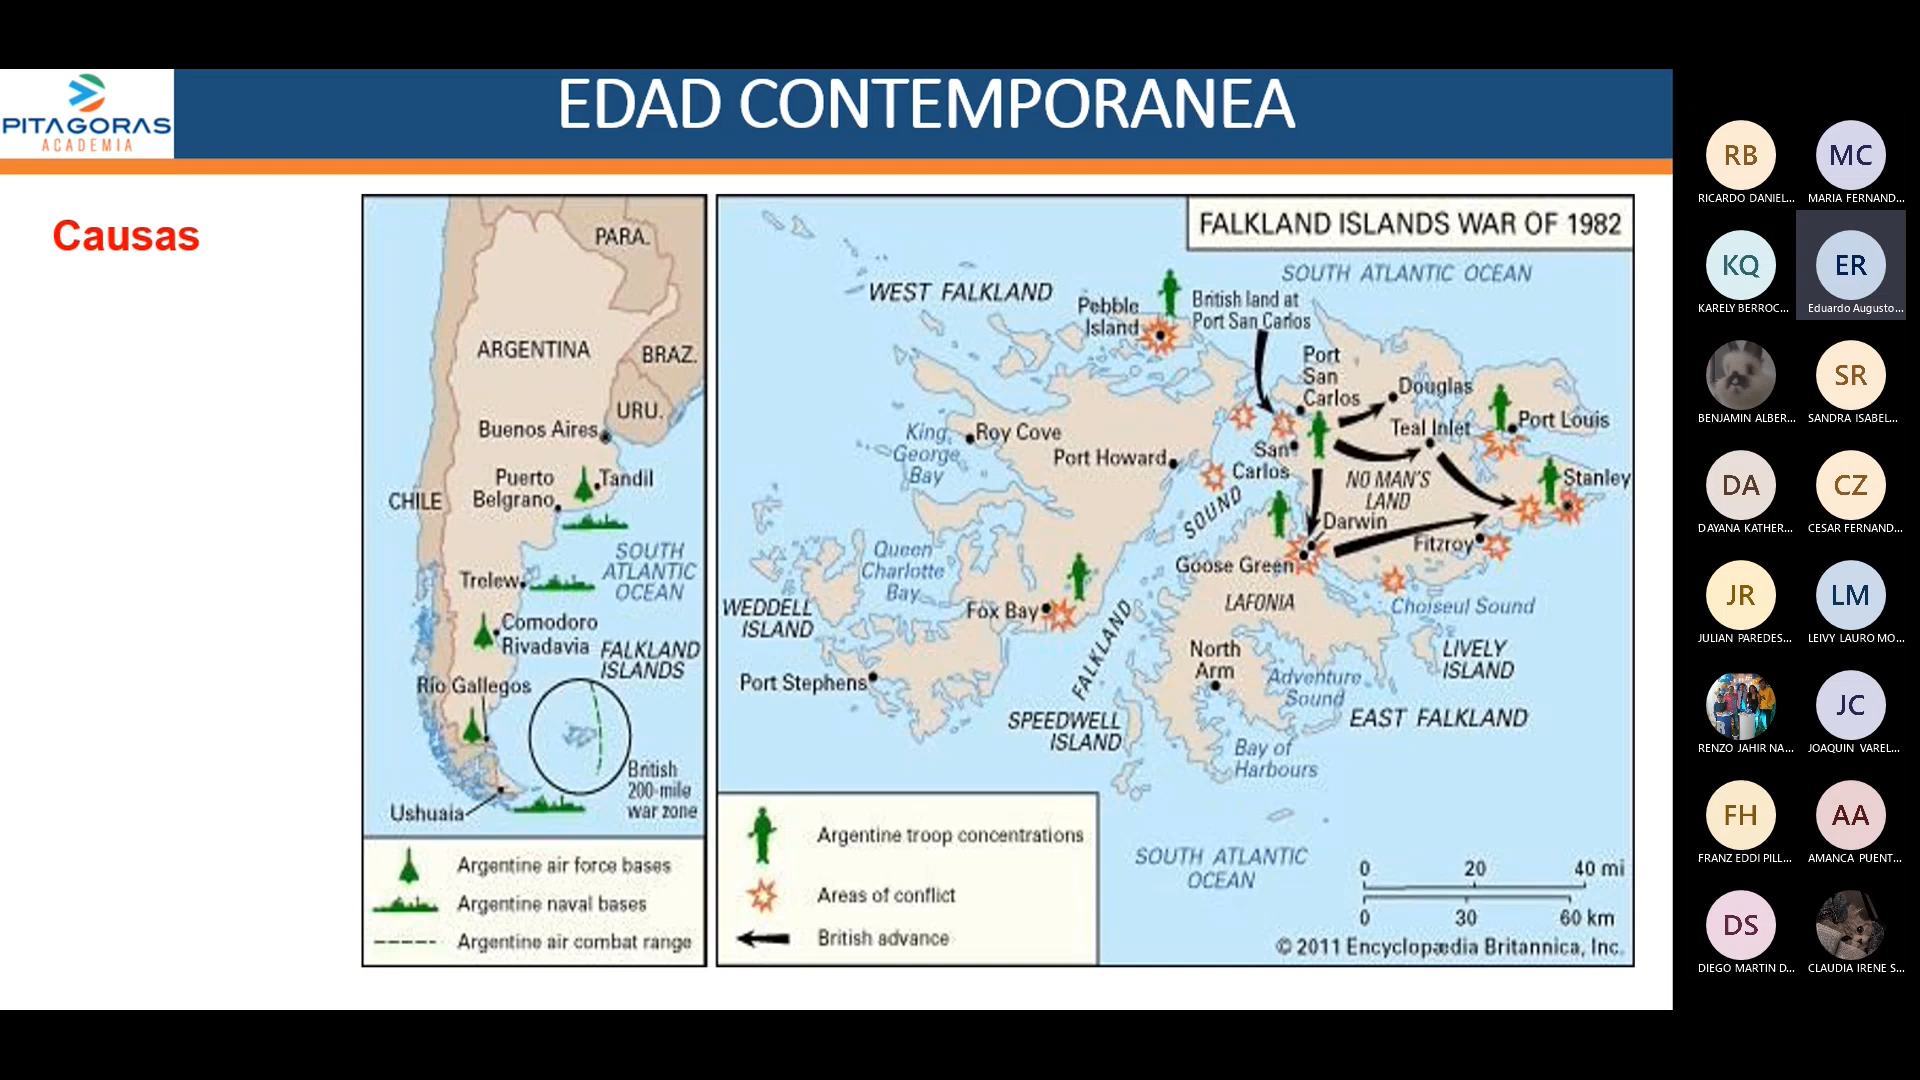 PITAGORAS
ACADEMIA
EDAD CONTEMPORANEA
Causas
PARA.
ARGENTINA
BRAZ.
URU.
Buenos Aires
Puerto
Belgrano
Tandil
CHILE
SOUTH
ATLANTIC
OCEAN
Trelew
Comodoro
Rivadavia
FALKLAND
ISLANDS
Río Gallegos
British
200-mile
war zone
Ushuaia
Argentine air force bases
Argentine naval bases
Argentine air combat range
FALKLAND ISLANDS WAR OF 1982
SOUTH ATLANTIC OCEAN
WEST FALKLAND
Pebble
Island
British land at
Port San Carlos
Port
San
Carlos
Douglas
Teal Inlet
Port Louis
King
George
Bay
Roy Cove
Port Howard
San
Carlos
NO MAN'S
LAND
Stanley
Darwin
Fitzroy
Goose Green
Queen
Charlotte
Bay
Fox Bay
WEDDELL
ISLAND
LAFONIA
Choiseul Sound
FALKLAND SOUND
North
Arm
Adventure
Sound
LIVELY
ISLAND
Port Stephens
SPEEDWELL
ISLAND
EAST FALKLAND
Bay of
Harbours
Argentine troop concentrations
Areas of conflict
British advance
SOUTH ATLANTIC
OCEAN
0 20 40 mi
0 30 60 km
© 2011 Encyclopædia Britannica, Inc.
RB
RICARDO DANIEL...
MC
MARIA FERNAND...
KQ
KARELY BERROC...
ER
Eduardo Augusto...
BENJAMIN ALBER...
SR
SANDRA ISABEL...
DA
DAYANA KATHER...
CZ
CESAR FERNAND...
JR
JULIAN PAREDES...
LM
LEIVY LAURO MO...
RENZO JAHIR NA...
JC
JOAQUIN VAREL...
FH
FRANZ EDDI PILL...
AA
AMANCA PUENT...
DS
DIEGO MARTIN D...
CLAUDIA IRENE S...